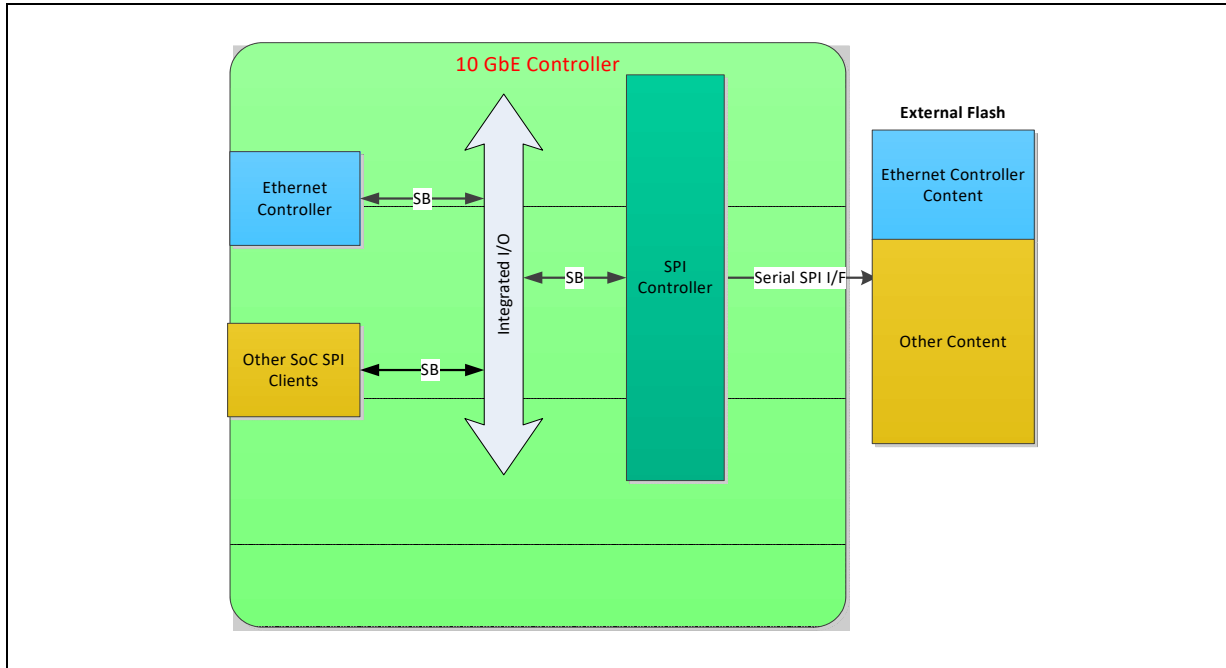 10 GbE Controller
External Flash
Ethernet
Controller
SB
Ethernet Controller
Content
Integrated I/O
SB
SPI
Controller
Serial SPI I/F
Other Content
Other SoC SPI
Clients
SB